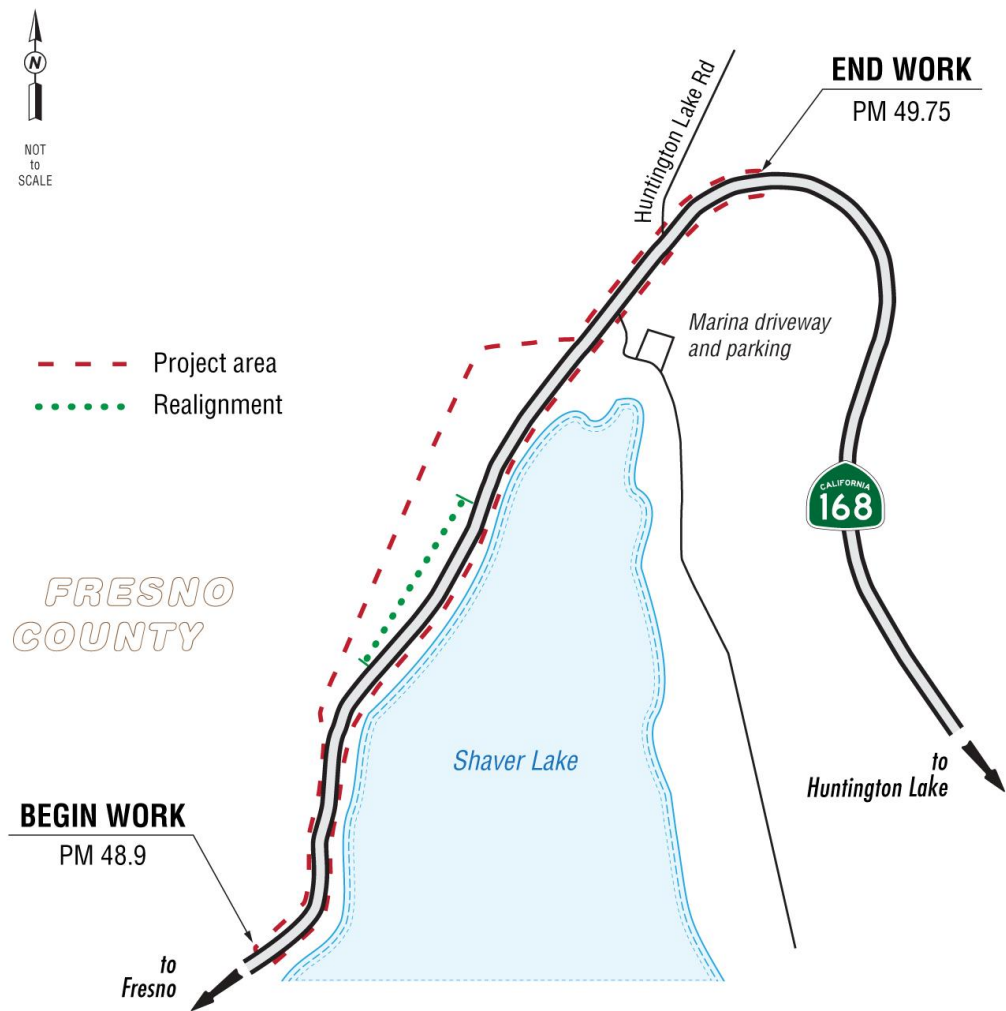 N
NOT
to
SCALE
Huntington Lake Rd
END WORK
PM 49.75
Marina driveway
and parking
Project area
Realignment
CALIFORNIA
168
FRESNO
COUNTY
Shaver Lake
to
Huntington Lake
BEGIN WORK
PM 48.9
to
Fresno